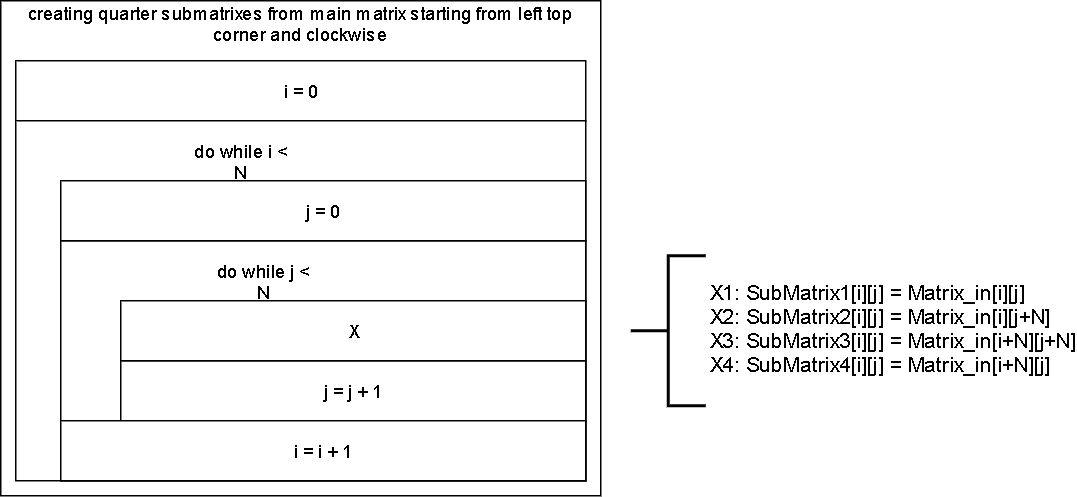 creating quarter submatrixes from main matrix starting from left top
corner and clockwise
i = 0
do while i <
N
j = 0
do while j <
N
X
j = j + 1
i = i + 1
X1: SubMatrix1[i][j] = Matrix_in[i][j]
X2: SubMatrix2[i][j] = Matrix_in[i][j+N]
X3: SubMatrix3[i][j] = Matrix_in[i+N][j+N]
X4: SubMatrix4[i][j] = Matrix_in[i+N][j]